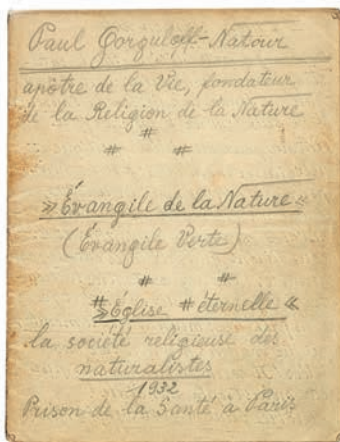 Paul Gorguloff-Natour
apôtre de la Vie, fondateur
de la Religion de la Nature
#
# #
» Évangile de la Nature «
(Évangile Verte)
# #
# » Église # éternelle «
la société religieuse des
naturalistes
1932
Prison de la Santé à Paris